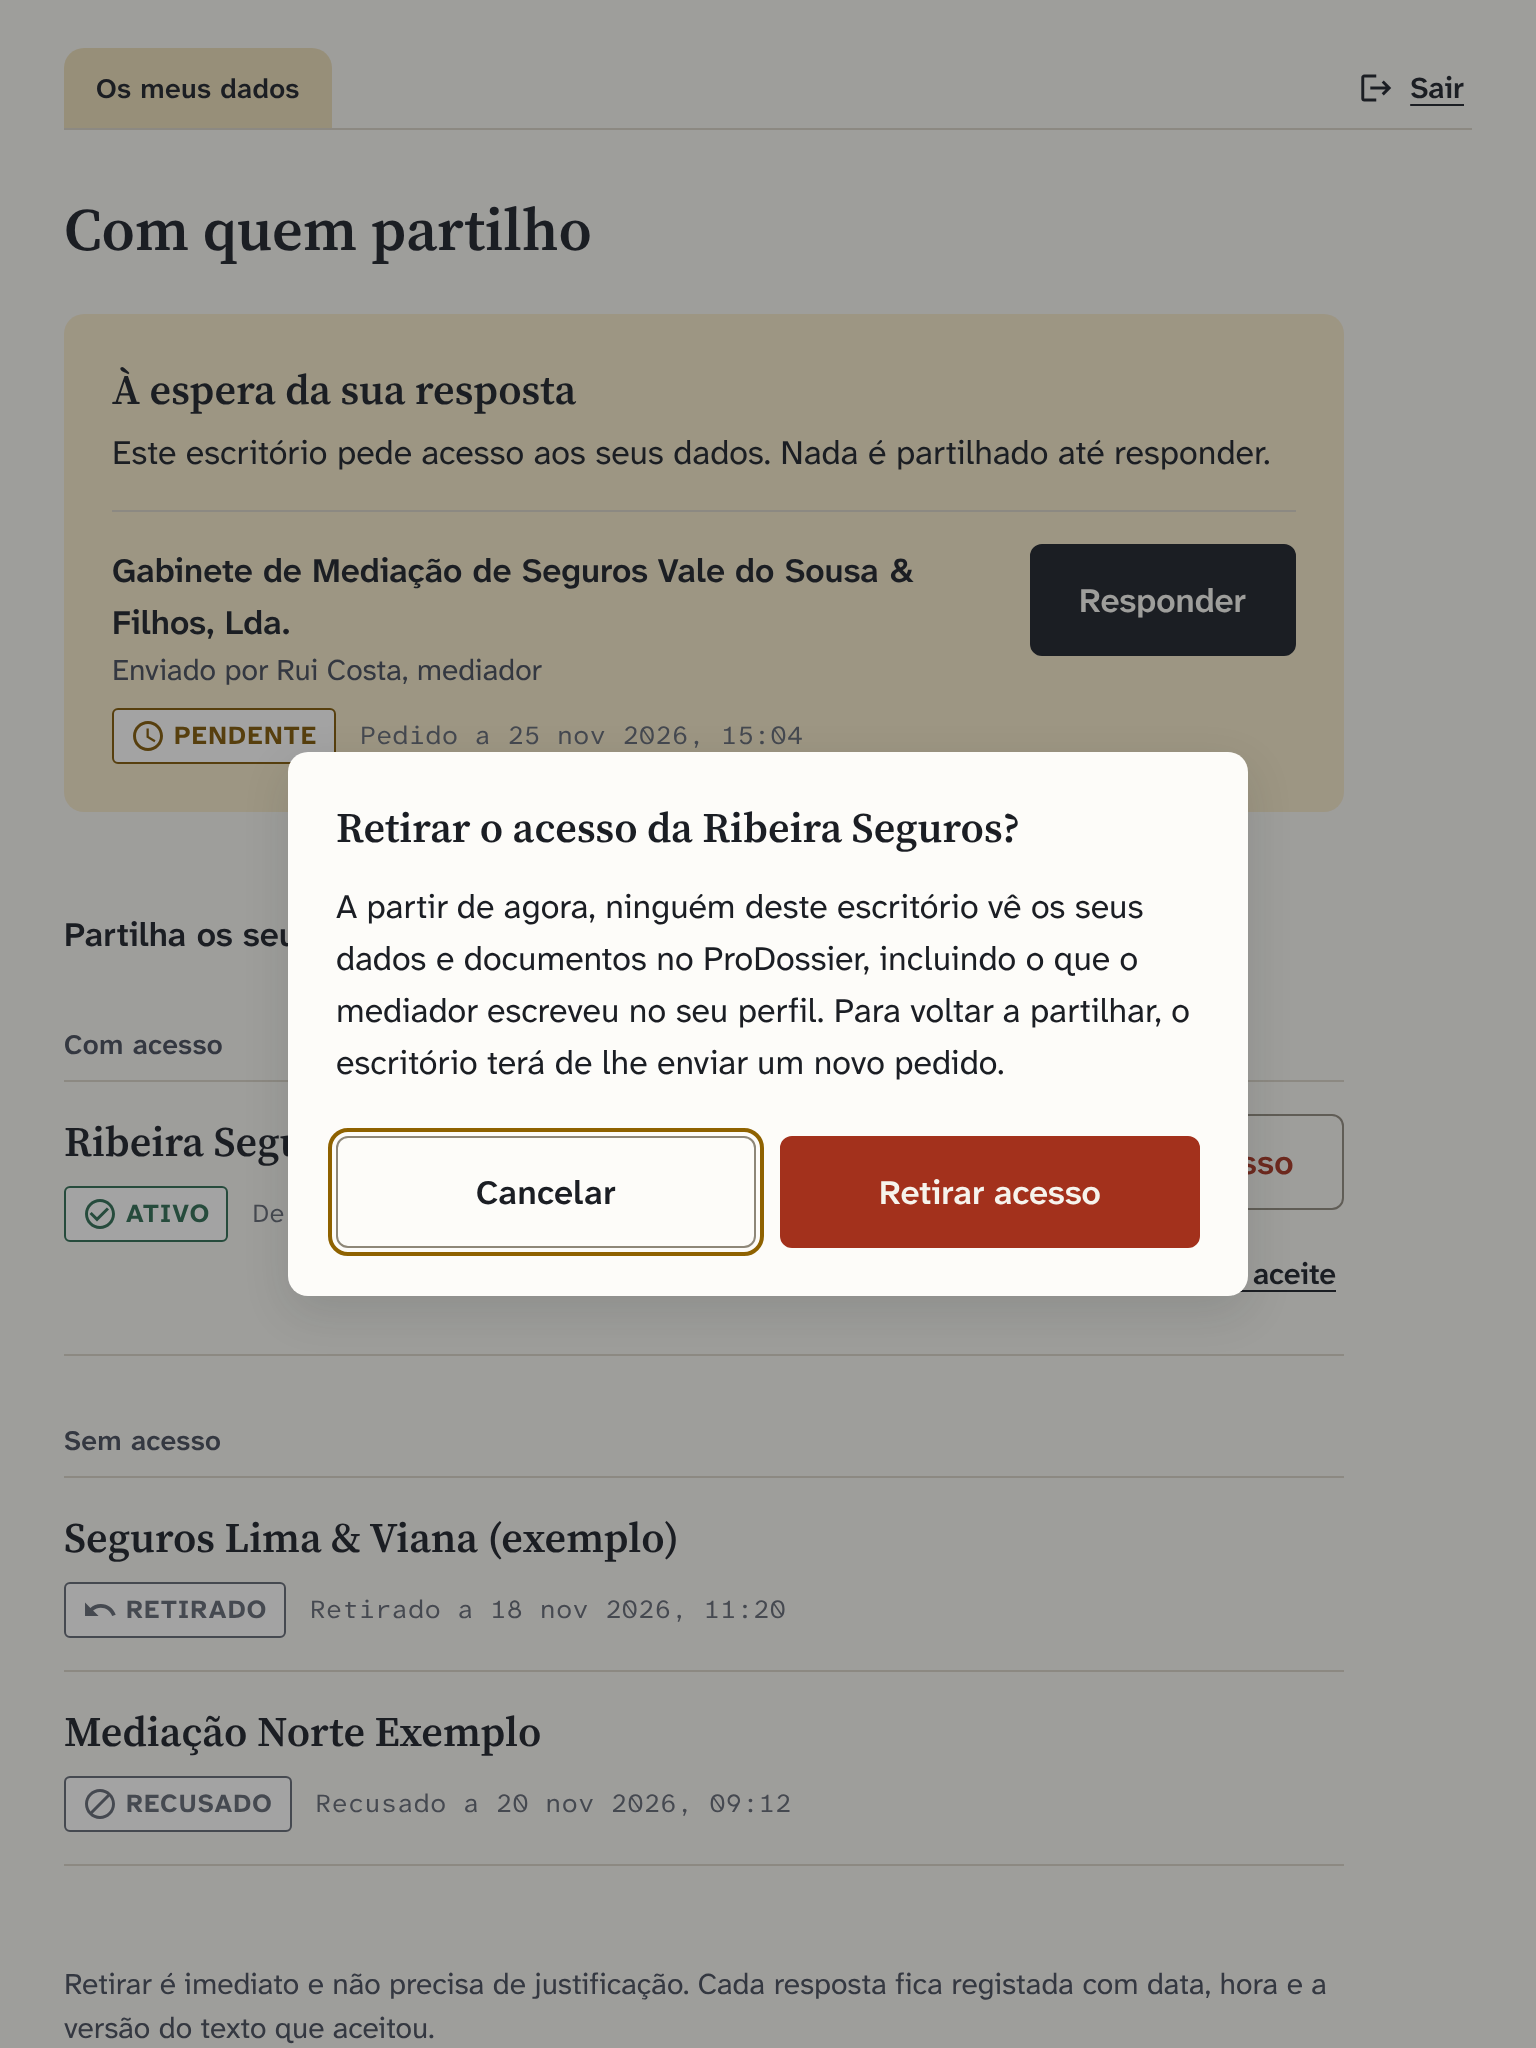 Os meus dados
Sair
Com quem partilho
À espera da sua resposta
Este escritório pede acesso aos seus dados. Nada é partilhado até responder.
Gabinete de Mediação de Seguros Vale do Sousa &
Filhos, Lda.
Responder
Enviado por Rui Costa, mediador
PENDENTE
Pedido a 25 nov 2026, 15:04
Retirar o acesso da Ribeira Seguros?
A partir de agora, ninguém deste escritório vê os seus
dados e documentos no ProDossier, incluindo o que o
mediador escreveu no seu perfil. Para voltar a partilhar, o
escritório terá de lhe enviar um novo pedido.
Cancelar
Retirar acesso
Partilha os
Com acesso
Ribeira
ATIVO
aceite
Sem acesso
Seguros Lima & Viana (exemplo)
RETIRADO
Retirado a 18 nov 2026, 11:20
Mediação Norte Exemplo
RECUSADO
Recusado a 20 nov 2026, 09:12
Retirar é imediato e não precisa de justificação. Cada resposta fica registada com data, hora e a
versão do texto que aceitou.